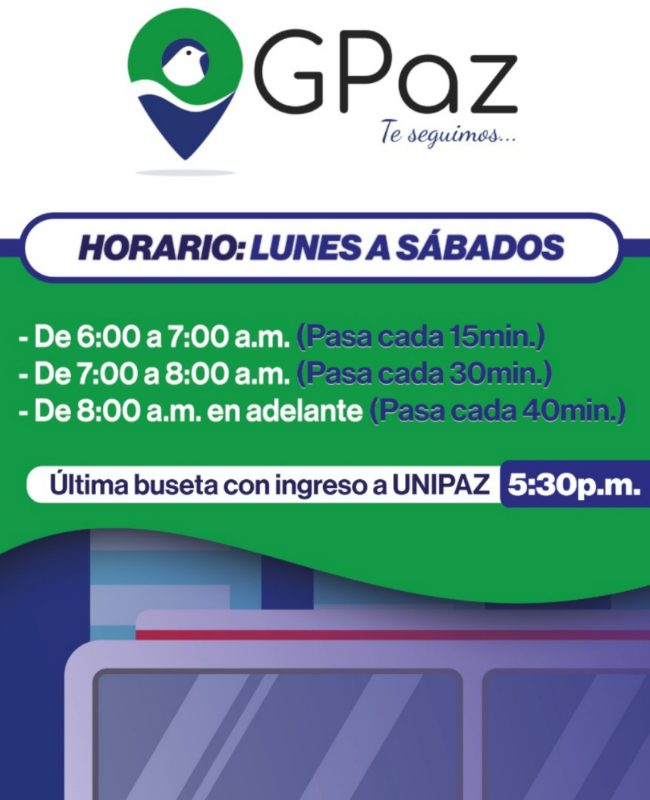 GPaz
Te seguimos...
HORARIO: LUNES A SÁBADOS
- De 6:00 a 7:00 a.m. (Pasa cada 15min.)
- De 7:00 a 8:00 a.m. (Pasa cada 30min.)
- De 8:00 a.m. en adelante (Pasa cada 40min.)
Última buseta con ingreso a UNIPAZ 5:30p.m.